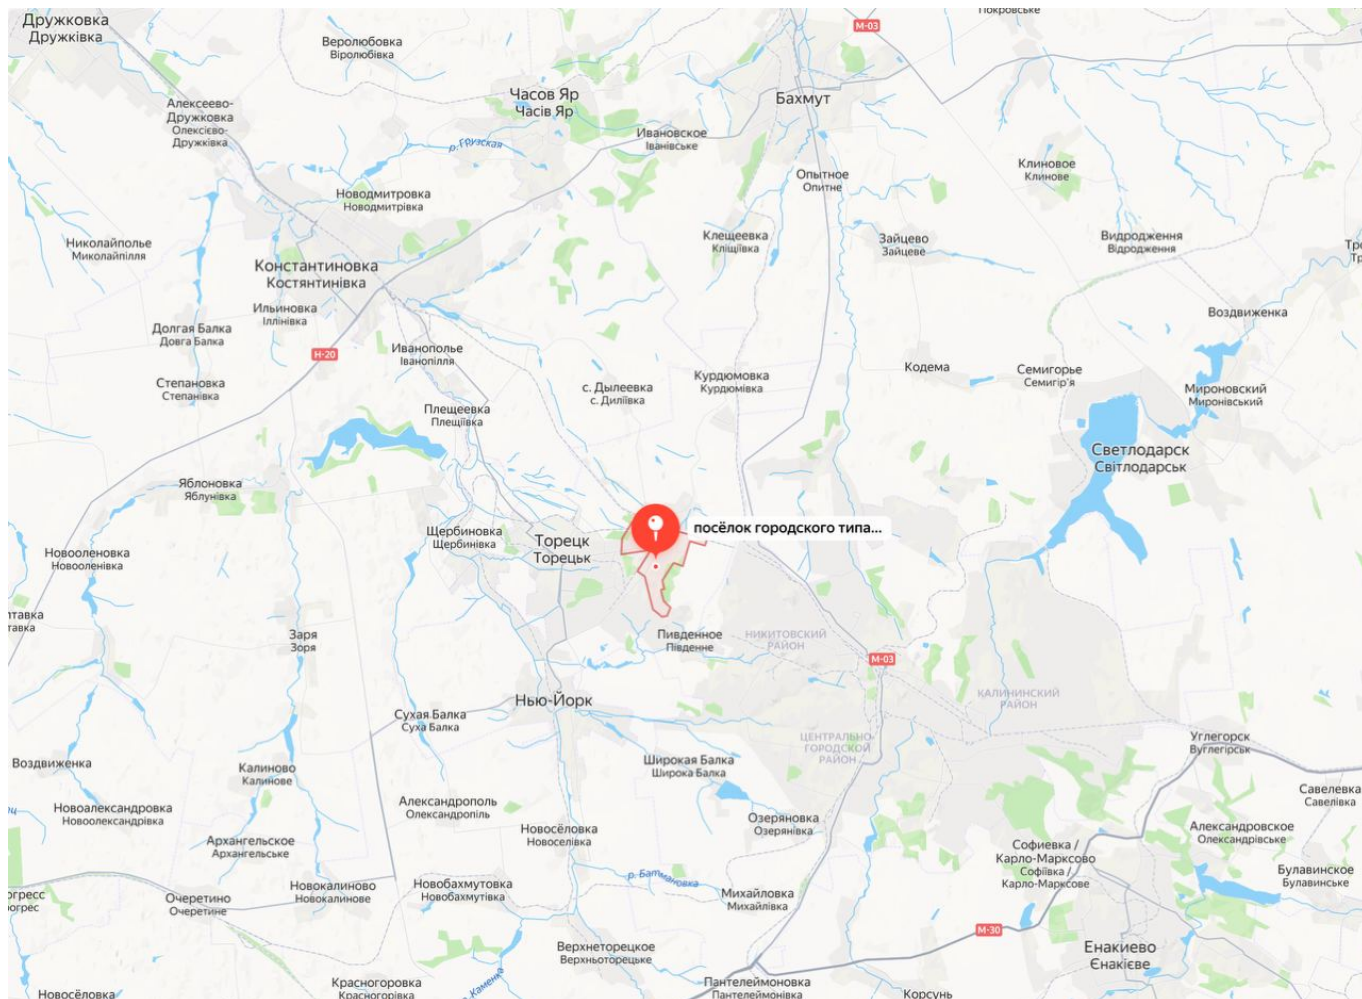 Дружковка
Дружківка
Покровське
М-03
Веролюбовка
Віролюбівка
Часов Яр
Часів Яр
Бахмут
Алексеево-
Дружковка
Олексієво-
Дружківка
р. Грузская
Ивановское
Іванівське
Опытное
Опитне
Клиновое
Клинове
Новодмитровка
Новодмитрівка
Николайполье
Миколайпілля
Клещеевка
Кліщіївка
Зайцево
Зайцеве
Видродження
Відродження
Константиновка
Костянтинівка
Ильиновка
Іллінівка
Воздвиженка
Долгая Балка
Довга Балка
Н-20
Иванополье
Іванопілля
Степановка
Степанівка
с. Дылеевка
с. Диліївка
Курдюмовка
Курдюмівка
Кодема
Семигорье
Семигір'я
Мироновский
Миронівський
Плещеевка
Плещіївка
Светлодарск
Світлодарськ
Яблоновка
Яблунівка
Щербиновка
Щербинівка
Торецк
Торецьк
посёлок городского типа...
Новооленовка
Новооленівка
Заря
Зоря
Пивденное
Південне
НИКИТОВСКИЙ
РАЙОН
М-03
КАЛИНИНСКИЙ
РАЙОН
Нью-Йорк
Сухая Балка
Суха Балка
ЦЕНТРАЛЬНО-
ГОРОДСКОЙ
РАЙОН
Углегорск
Вуглегірськ
Воздвиженка
Калиново
Калинове
Широкая Балка
Широка Балка
Савелевка
Савелівка
Новоалександровка
Новоолександрівка
Александрополь
Олександропіль
Озеряновка
Озерянівка
Александровское
Олександрівське
Архангельское
Архангельське
Новосёловка
Новоселівка
Софиевка /
Карло-Марксово
Софіївка /
Карло-Марксове
Булавинское
Булавинське
р. Батмановка
Очеретино
Очеретине
Новокалиново
Новокалинове
Новобахмутовка
Новобахмутівка
Михайловка
Михайлівка
М-30
Верхнеторецкое
Верхньоторецьке
Енакиево
Єнакієве
Красногоровка
Красногорівка
Каменка
Пантелеймоновка
Пантелеймонівка
Корсунь
Новосёловка